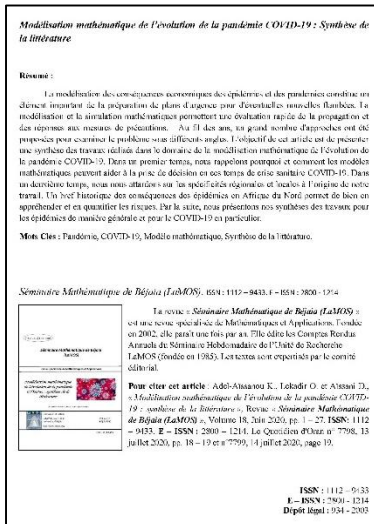 Modélisation mathématique de l'évolution de la pandémie COVID-19 : Synthèse de
la littérature
Résumé :
La modélisation des conséquences économiques des épidémies et des pandémies constitue un
élément important de la préparation de plans d'urgence pour d'éventuelles nouvelles flambées. La
modélisation et la simulation mathématiques permettent une évaluation rapide de la propagation et
des réponses aux mesures de précautions. Au fil des ans, un grand nombre d'approches ont été
proposées pour examiner le problème sous différents angles. L'objectif de cet article est de présenter
une synthèse des travaux réalisés dans le domaine de la modélisation mathématique de l'évolution de
la pandémie COVID-19. Dans un premier temps, nous rappelons pourquoi et comment les modèles
mathématiques peuvent aider à la prise de décision en ces temps de crise sanitaire COVID-19. Dans
un deuxième temps, nous nous attardons sur les spécificités régionales et locales à l'origine de notre
travail. Un bref historique des conséquences des épidémies en Afrique du Nord permet de bien en
appréhender et en quantifier les risques. Par la suite, nous présentons nos synthèses des travaux pour
les épidémies de manière générale et pour le COVID-19 en particulier.
Mots Clés : Pandémie, COVID-19, Modèle mathématique, Synthèse de la littérature.
Séminaire Mathématique de Béjaia (LaMOS). ISSN : 1112 – 9433. E – ISSN : 2800 - 1214
La revue « Séminaire Mathématique de Béjaia (LaMOS) »
est une revue spécialisée de Mathématiques et Applications. Fondée
en 2002, elle paraît une fois par an. Elle édite les Comptes Rendus
Annuels du Séminaire Hebdomadaire de l'Unité de Recherche
LaMOS (fondée en 1985). Les textes sont expertisés par le comité
éditorial.
Pour citer cet article : Adel-Aissanou K., Lekadir O. et Aissani D.,
« Modélisation mathématique de l'évolution de la pandémie COVID-
19 : synthèse de la littérature », Revue « Séminaire Mathématique
de Béjaia (LaMOS) », Volume 18, Juin 2020, pp. 1 – 27. ISSN: 1112
– 9433. E – ISSN : 2800 – 1214. Le Quotidien d'Oran n° 7798, 13
juillet 2020, pp. 18 – 19 et n°7799, 14 juillet 2020, page 19.
ISSN : 1112 – 9433
E – ISSN : 2800 - 1214
Dépôt légal : 934 - 2003